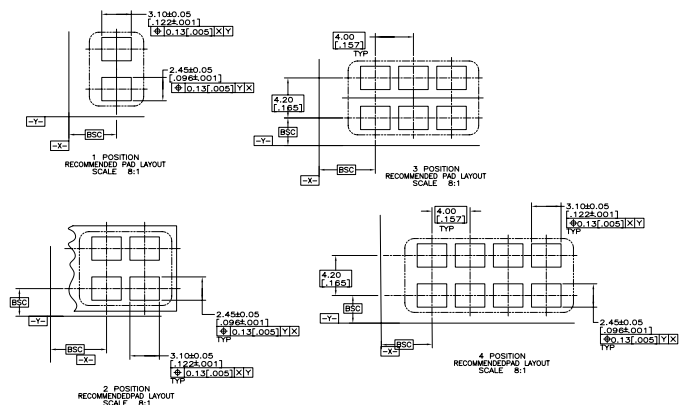 3.10±0.05
[.122±.001]
⌖ 0.13[.005] X Y
2.45±0.05
[.096±.001]
⌖ 0.13[.005] Y X
-Y-
BSC
-X-
1 POSITION
RECOMMENDED PAD LAYOUT
SCALE 8:1
4.00
[.157]
TYP
4.20
[.165]
BSC
-Y-
BSC
-X-
3 POSITION
RECOMMENDED PAD LAYOUT
SCALE 8:1
BSC
-Y-
BSC
-X-
2.45±0.05
[.096±.001]
⌖ 0.13[.005] Y X
TYP
3.10±0.05
[.122±.001]
⌖ 0.13[.005] X Y
TYP
2 POSITION
RECOMMENDEDPAD LAYOUT
SCALE 8:1
4.00
[.157]
TYP
3.10±0.05
[.122±.001]
⌖0.13[.005] X Y
TYP
4.20
[.165]
BSC
-Y-
BSC
-X-
2.45±0.05
[.096±.001]
⌖ 0.13[.005] Y X
TYP
4 POSITION
RECOMMENDEDPAD LAYOUT
SCALE 8:1